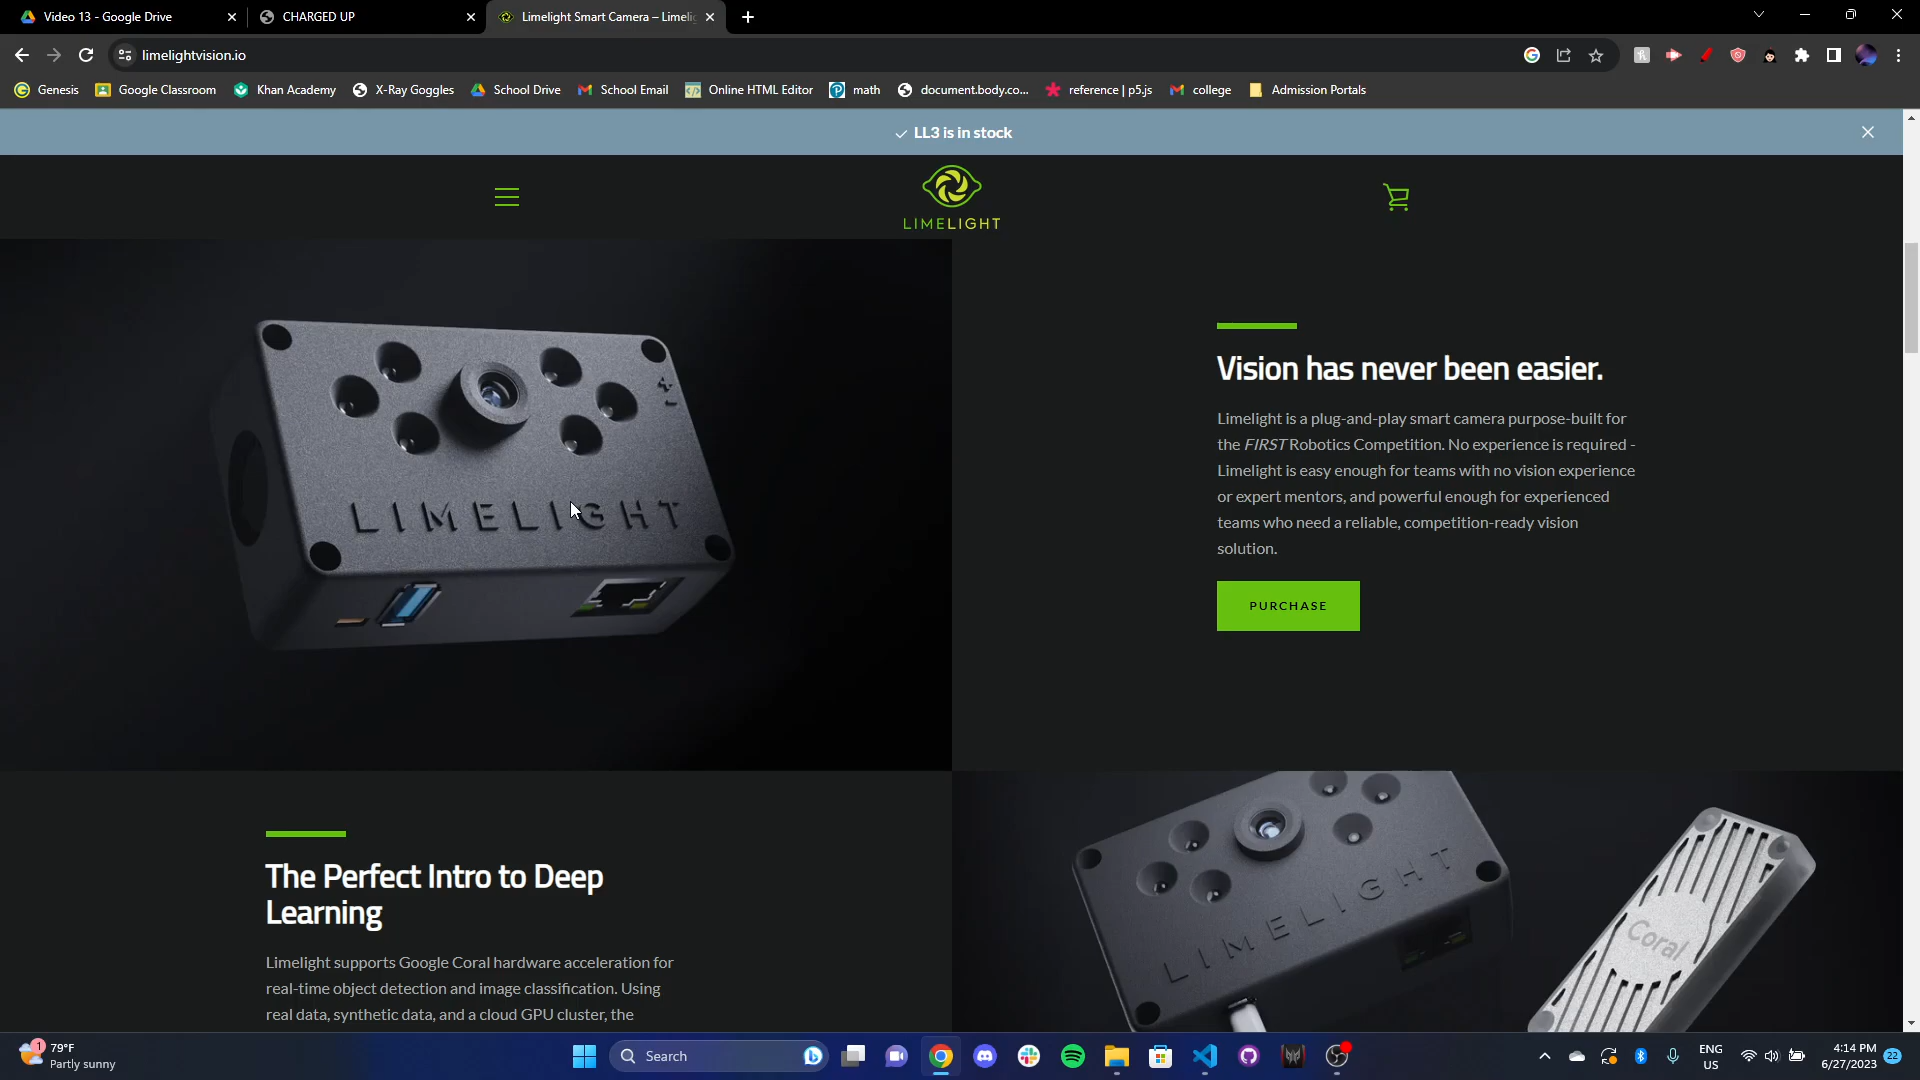 Video 13 - Google Drive
CHARGED UP
Limelight Smart Camera – Limeli
limelightvision.io
Genesis
Google Classroom
Khan Academy
X-Ray Goggles
School Drive
School Email
Online HTML Editor
math
document.body.co...
reference | p5.js
college
Admission Portals
LL3 is in stock
LIMELIGHT
LIMELIGHT
Vision has never been easier.
Limelight is a plug-and-play smart camera purpose-built for
the FIRST Robotics Competition. No experience is required -
Limelight is easy enough for teams with no vision experience
or expert mentors, and powerful enough for experienced
teams who need a reliable, competition-ready vision
solution.
PURCHASE
The Perfect Intro to Deep
Learning
Limelight supports Google Coral hardware acceleration for
real-time object detection and image classification. Using
real data, synthetic data, and a cloud GPU cluster, the
LIMELIGHT
Coral
1
79°F
Partly sunny
Search
ENG
US
4:14 PM
6/27/2023
22